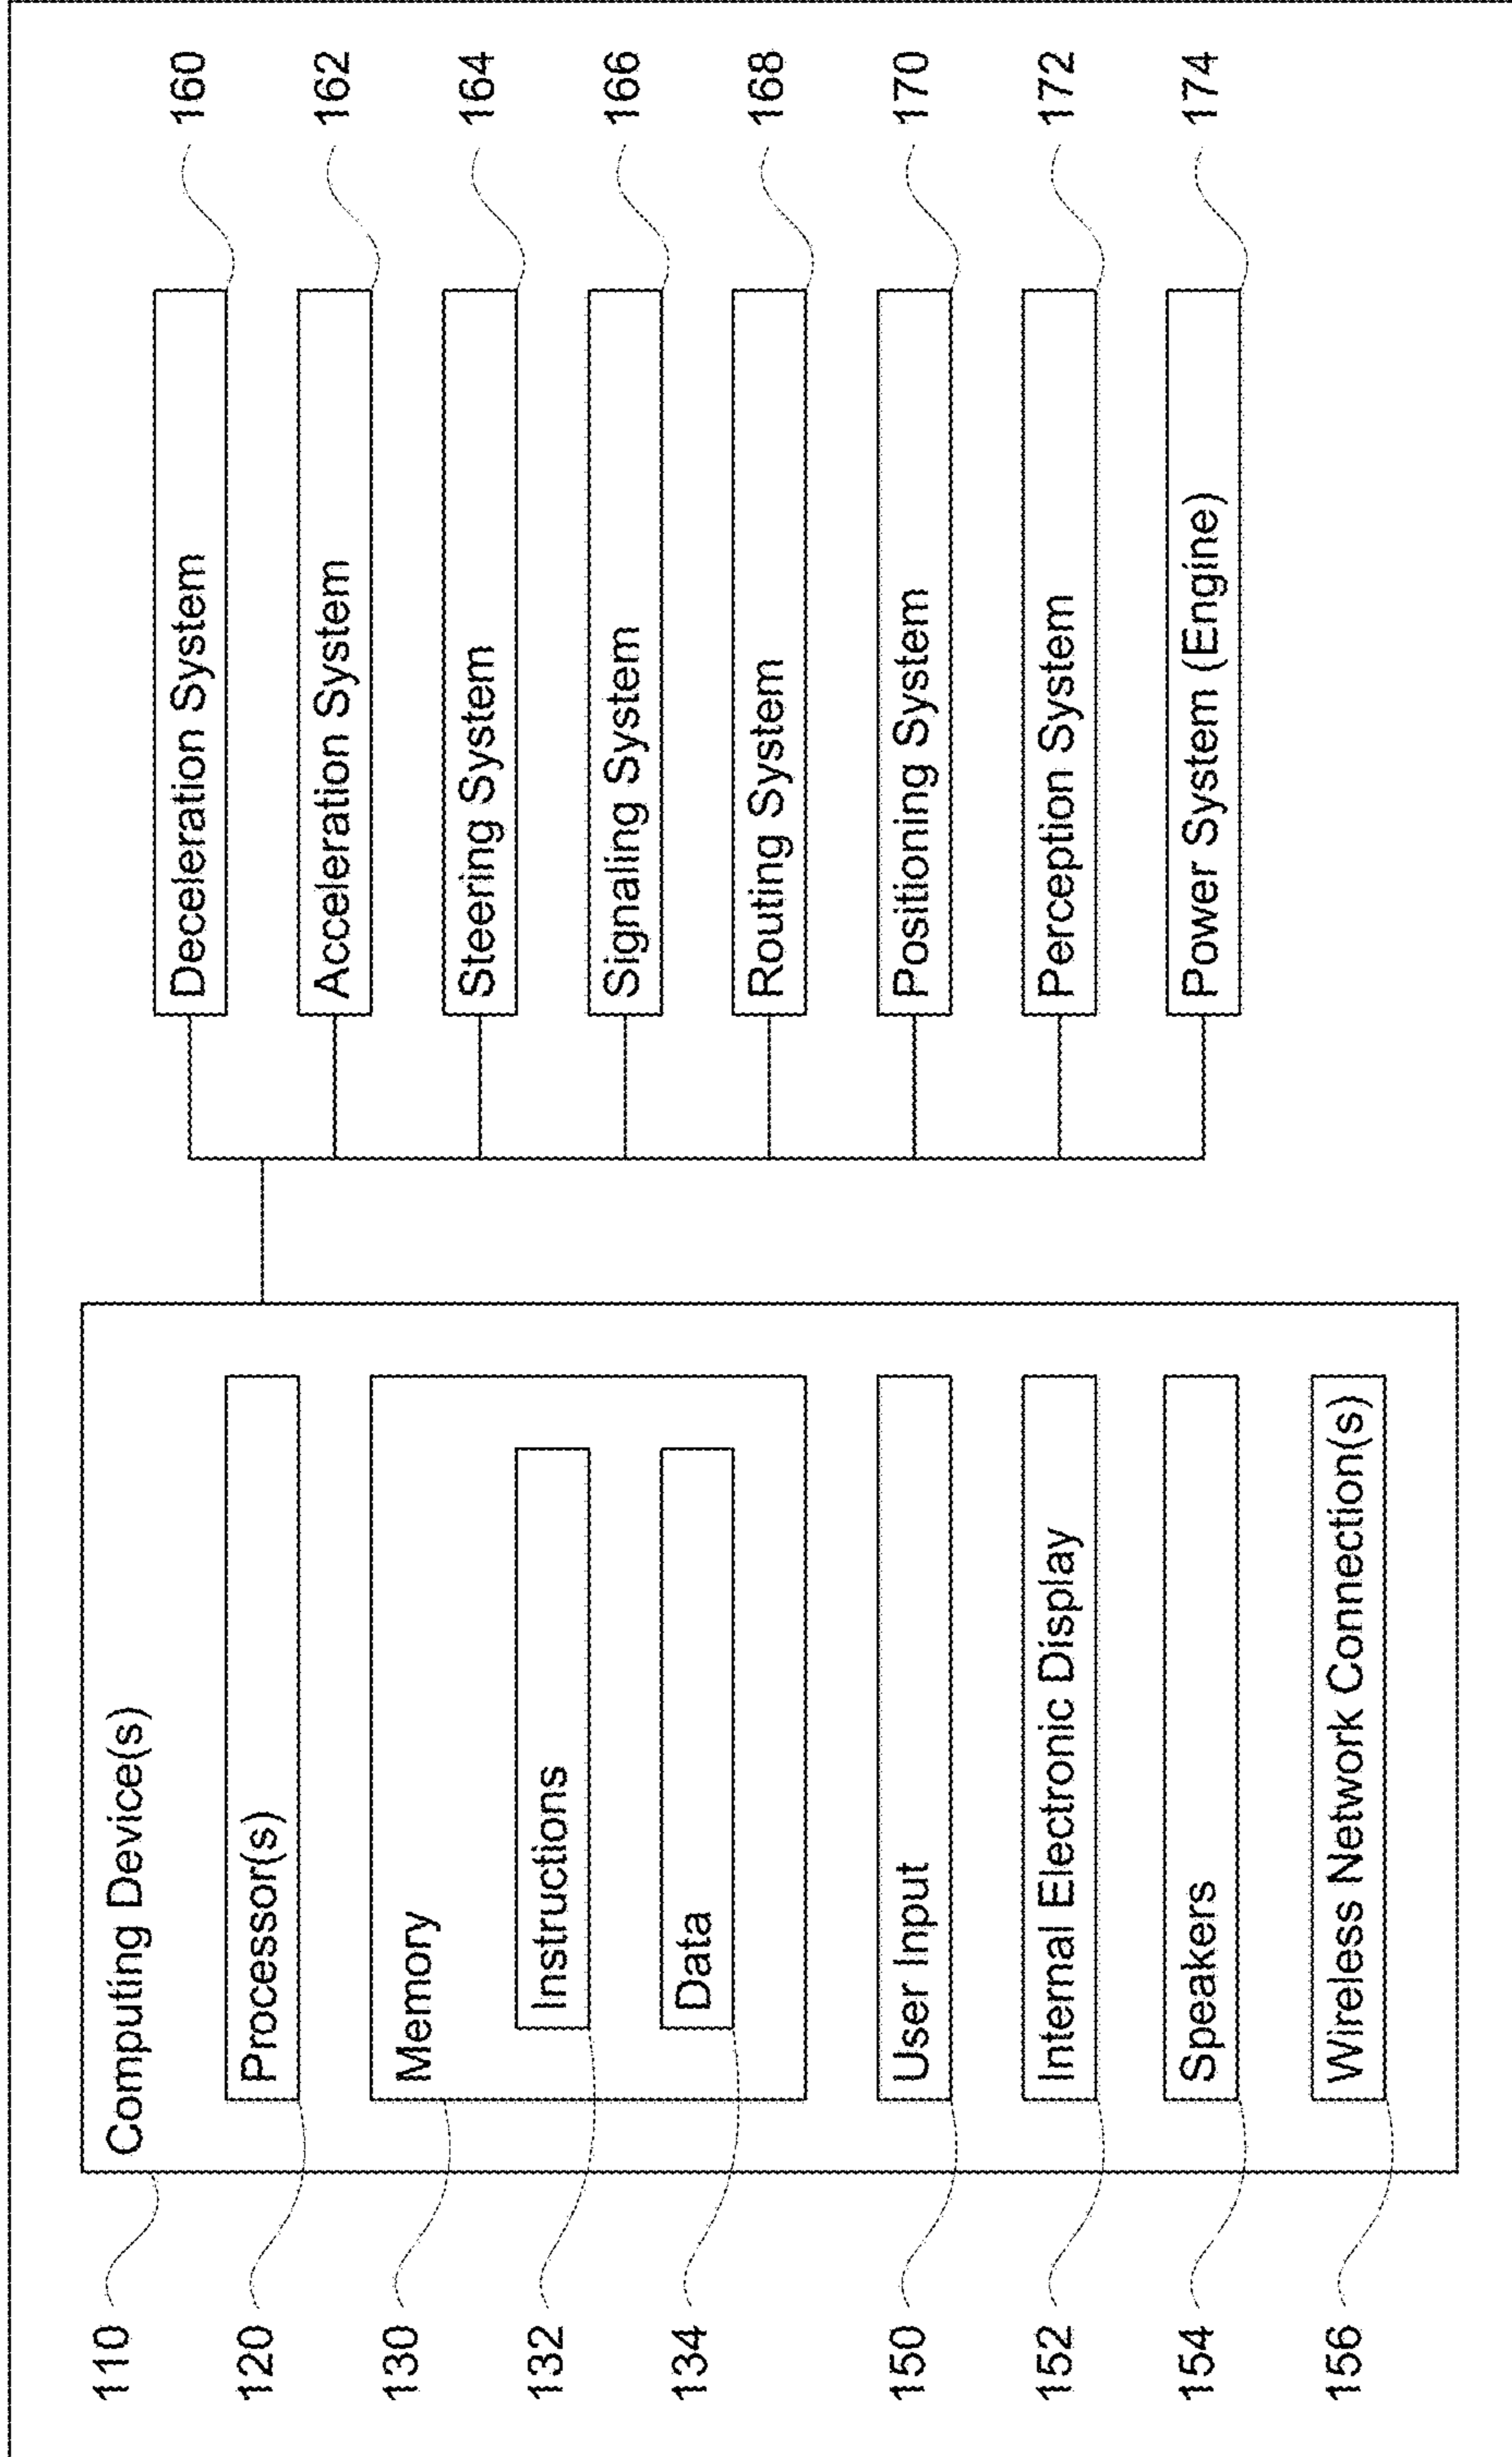 110
Computing Device(s)
120
Processor(s)
130
Memory
132
Instructions
134
Data
150
User Input
152
Internal Electronic Display
154
Speakers
156
Wireless Network Connection(s)
Deceleration System
160
Acceleration System
162
Steering System
164
Signaling System
166
Routing System
168
Positioning System
170
Perception System
172
Power System (Engine)
174